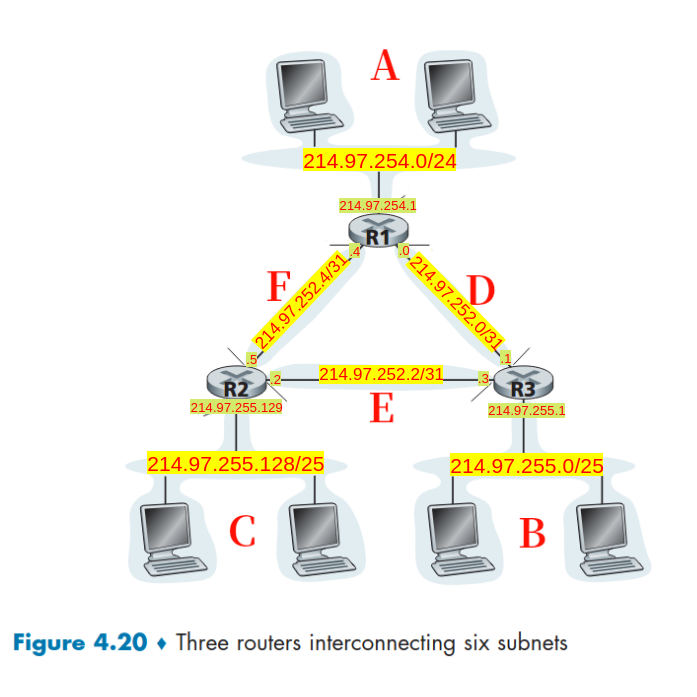 A
214.97.254.0/24
214.97.254.1
R1
.4
.0
F
214.97.252.4/31
214.97.252.0/31
D
.5
.1
R2
.2
214.97.252.2/31
.3
R3
214.97.255.129
E
214.97.255.1
214.97.255.128/25
214.97.255.0/25
C
B
Figure 4.20 ♦ Three routers interconnecting six subnets